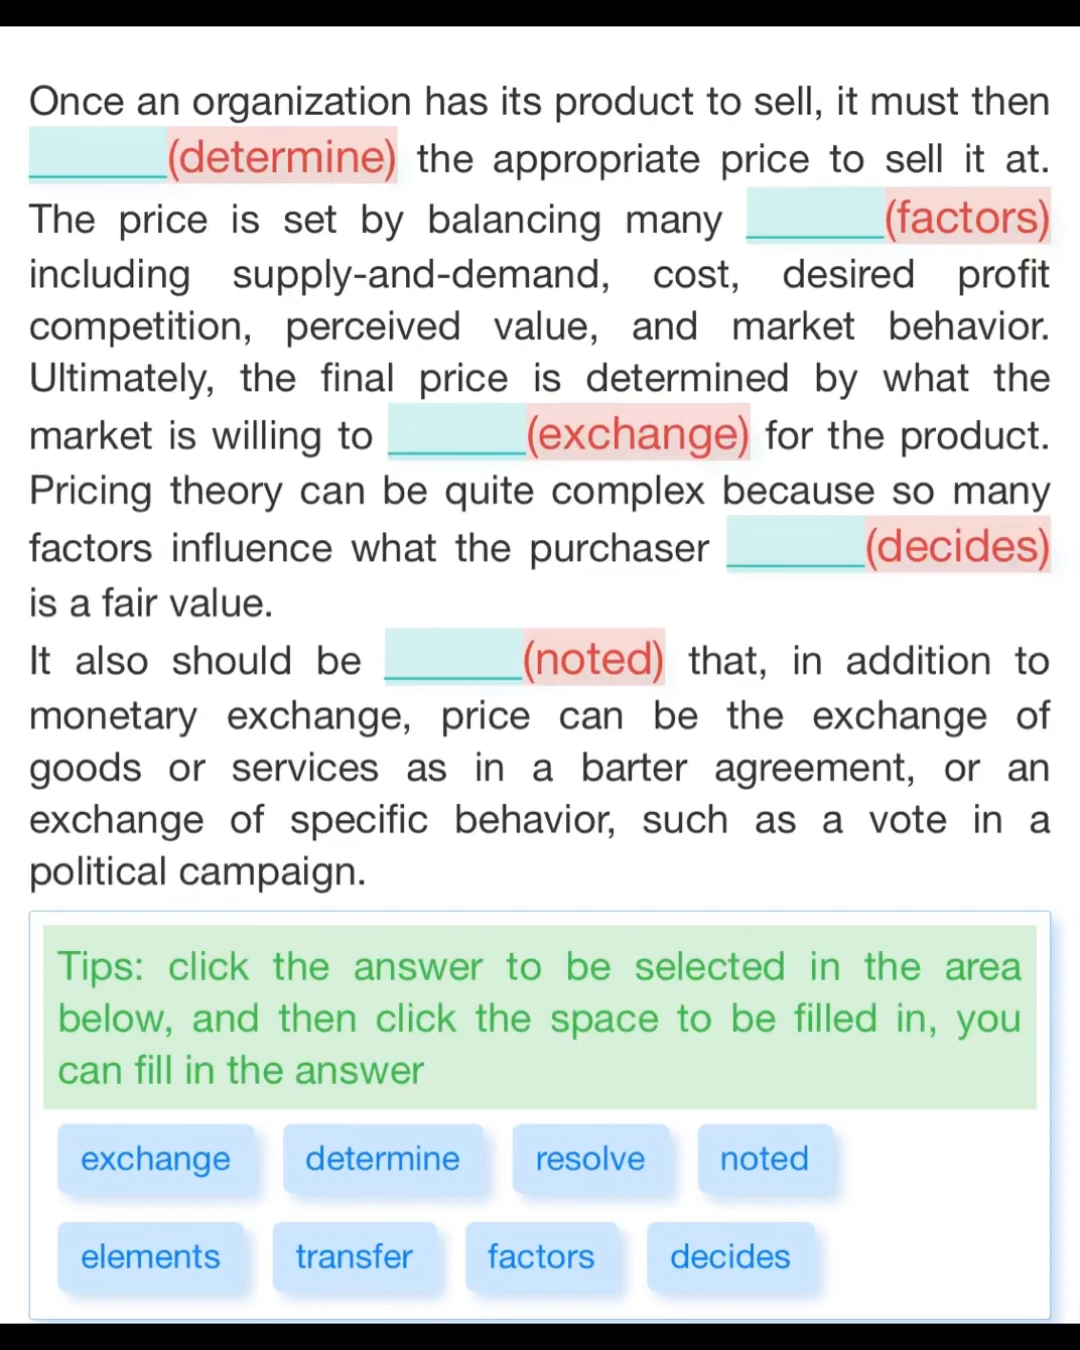 Once an organization has its product to sell, it must then
______(determine) the appropriate price to sell it at.
The price is set by balancing many ______(factors)
including supply-and-demand, cost, desired profit
competition, perceived value, and market behavior.
Ultimately, the final price is determined by what the
market is willing to ______(exchange) for the product.
Pricing theory can be quite complex because so many
factors influence what the purchaser ______(decides)
is a fair value.
It also should be ______(noted) that, in addition to
monetary exchange, price can be the exchange of
goods or services as in a barter agreement, or an
exchange of specific behavior, such as a vote in a
political campaign.
Tips: click the answer to be selected in the area
below, and then click the space to be filled in, you
can fill in the answer
exchange determine resolve noted
elements transfer factors decides